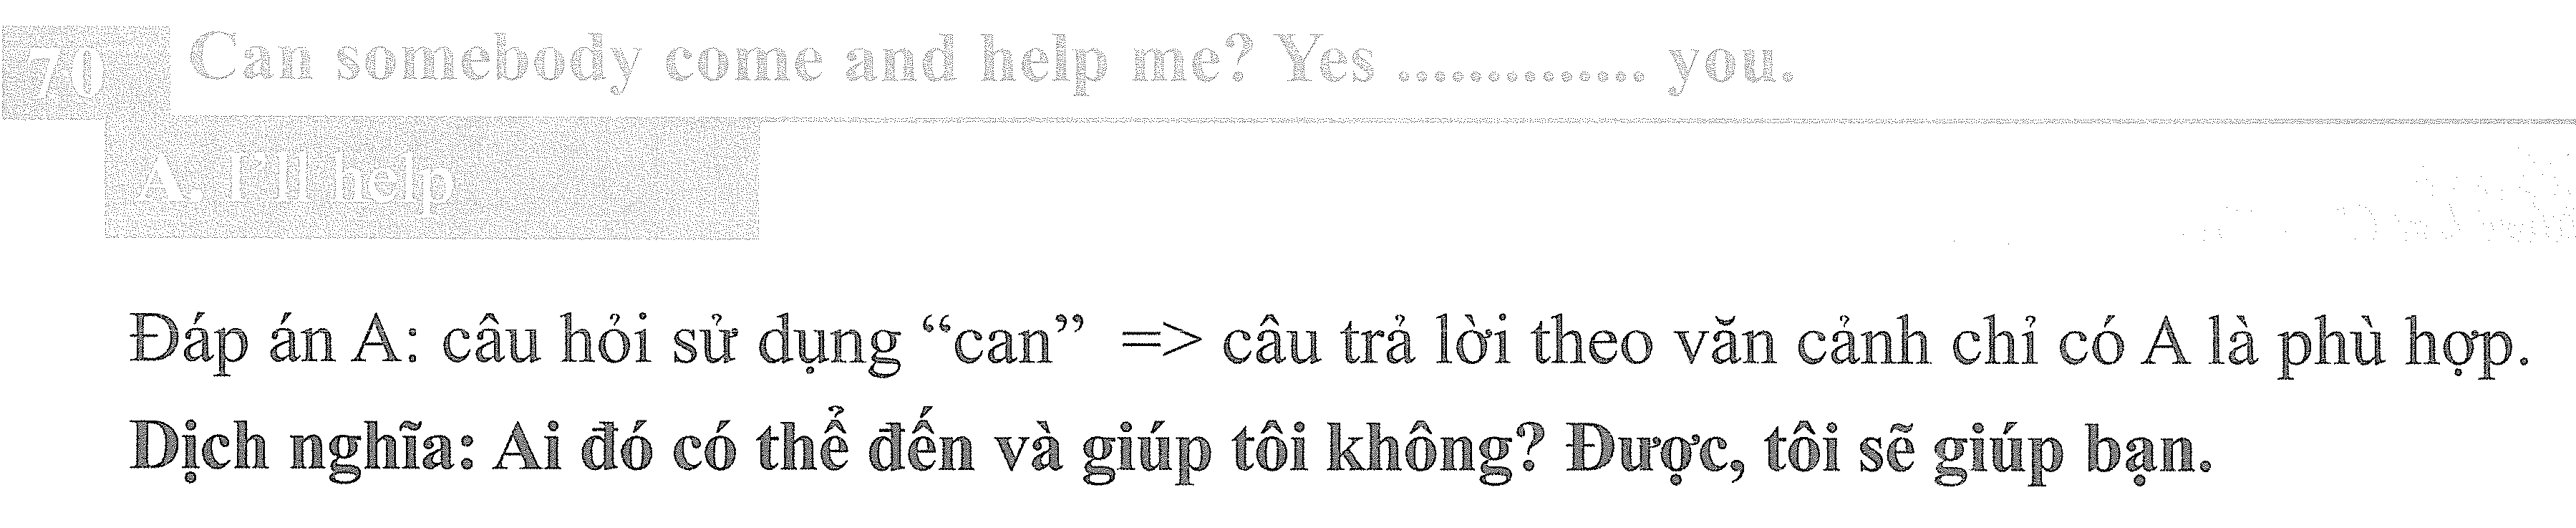 70 Can somebody come and help me? Yes ............. you.
A. I'll help
Đáp án A: câu hỏi sử dụng “can” => câu trả lời theo văn cảnh chỉ có A là phù hợp.
Dịch nghĩa: Ai đó có thể đến và giúp tôi không? Được, tôi sẽ giúp bạn.